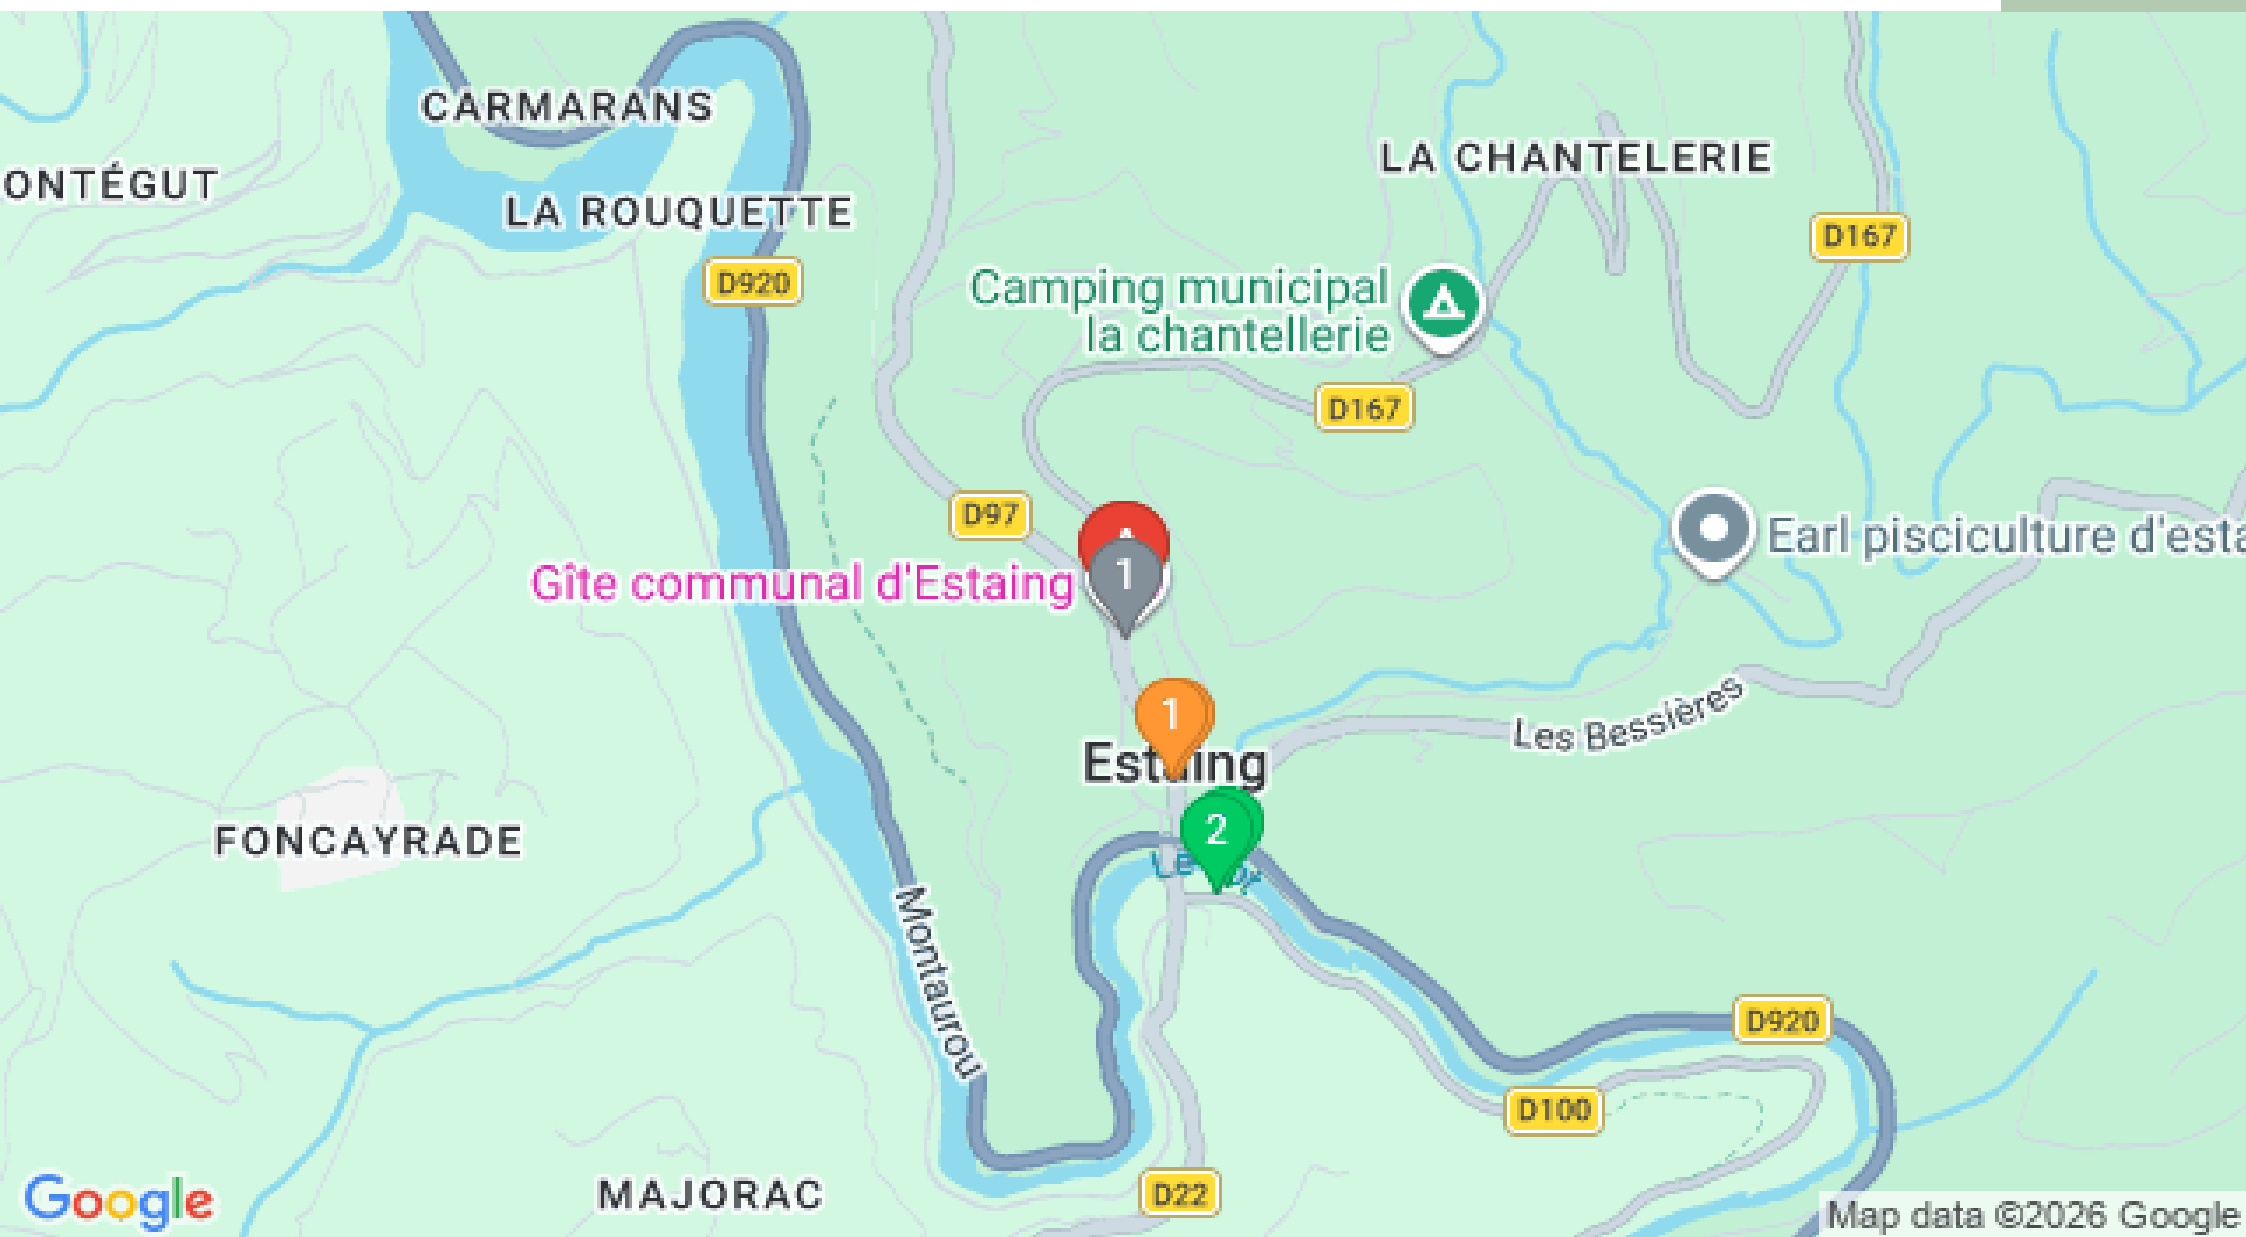 CARMARANS
LA CHANTELERIE
ONTÉGUT
LA ROUQUETTE
D167
D920
Camping municipal
la chantellerie
D167
D97
1
Earl pisciculture d'esta
Gîte communal d'Estaing
1
Les Bessières
Estaing
2
FONCAYRADE
Montaurou
D920
D100
MAJORAC
D22
Google
Map data ©2026 Google